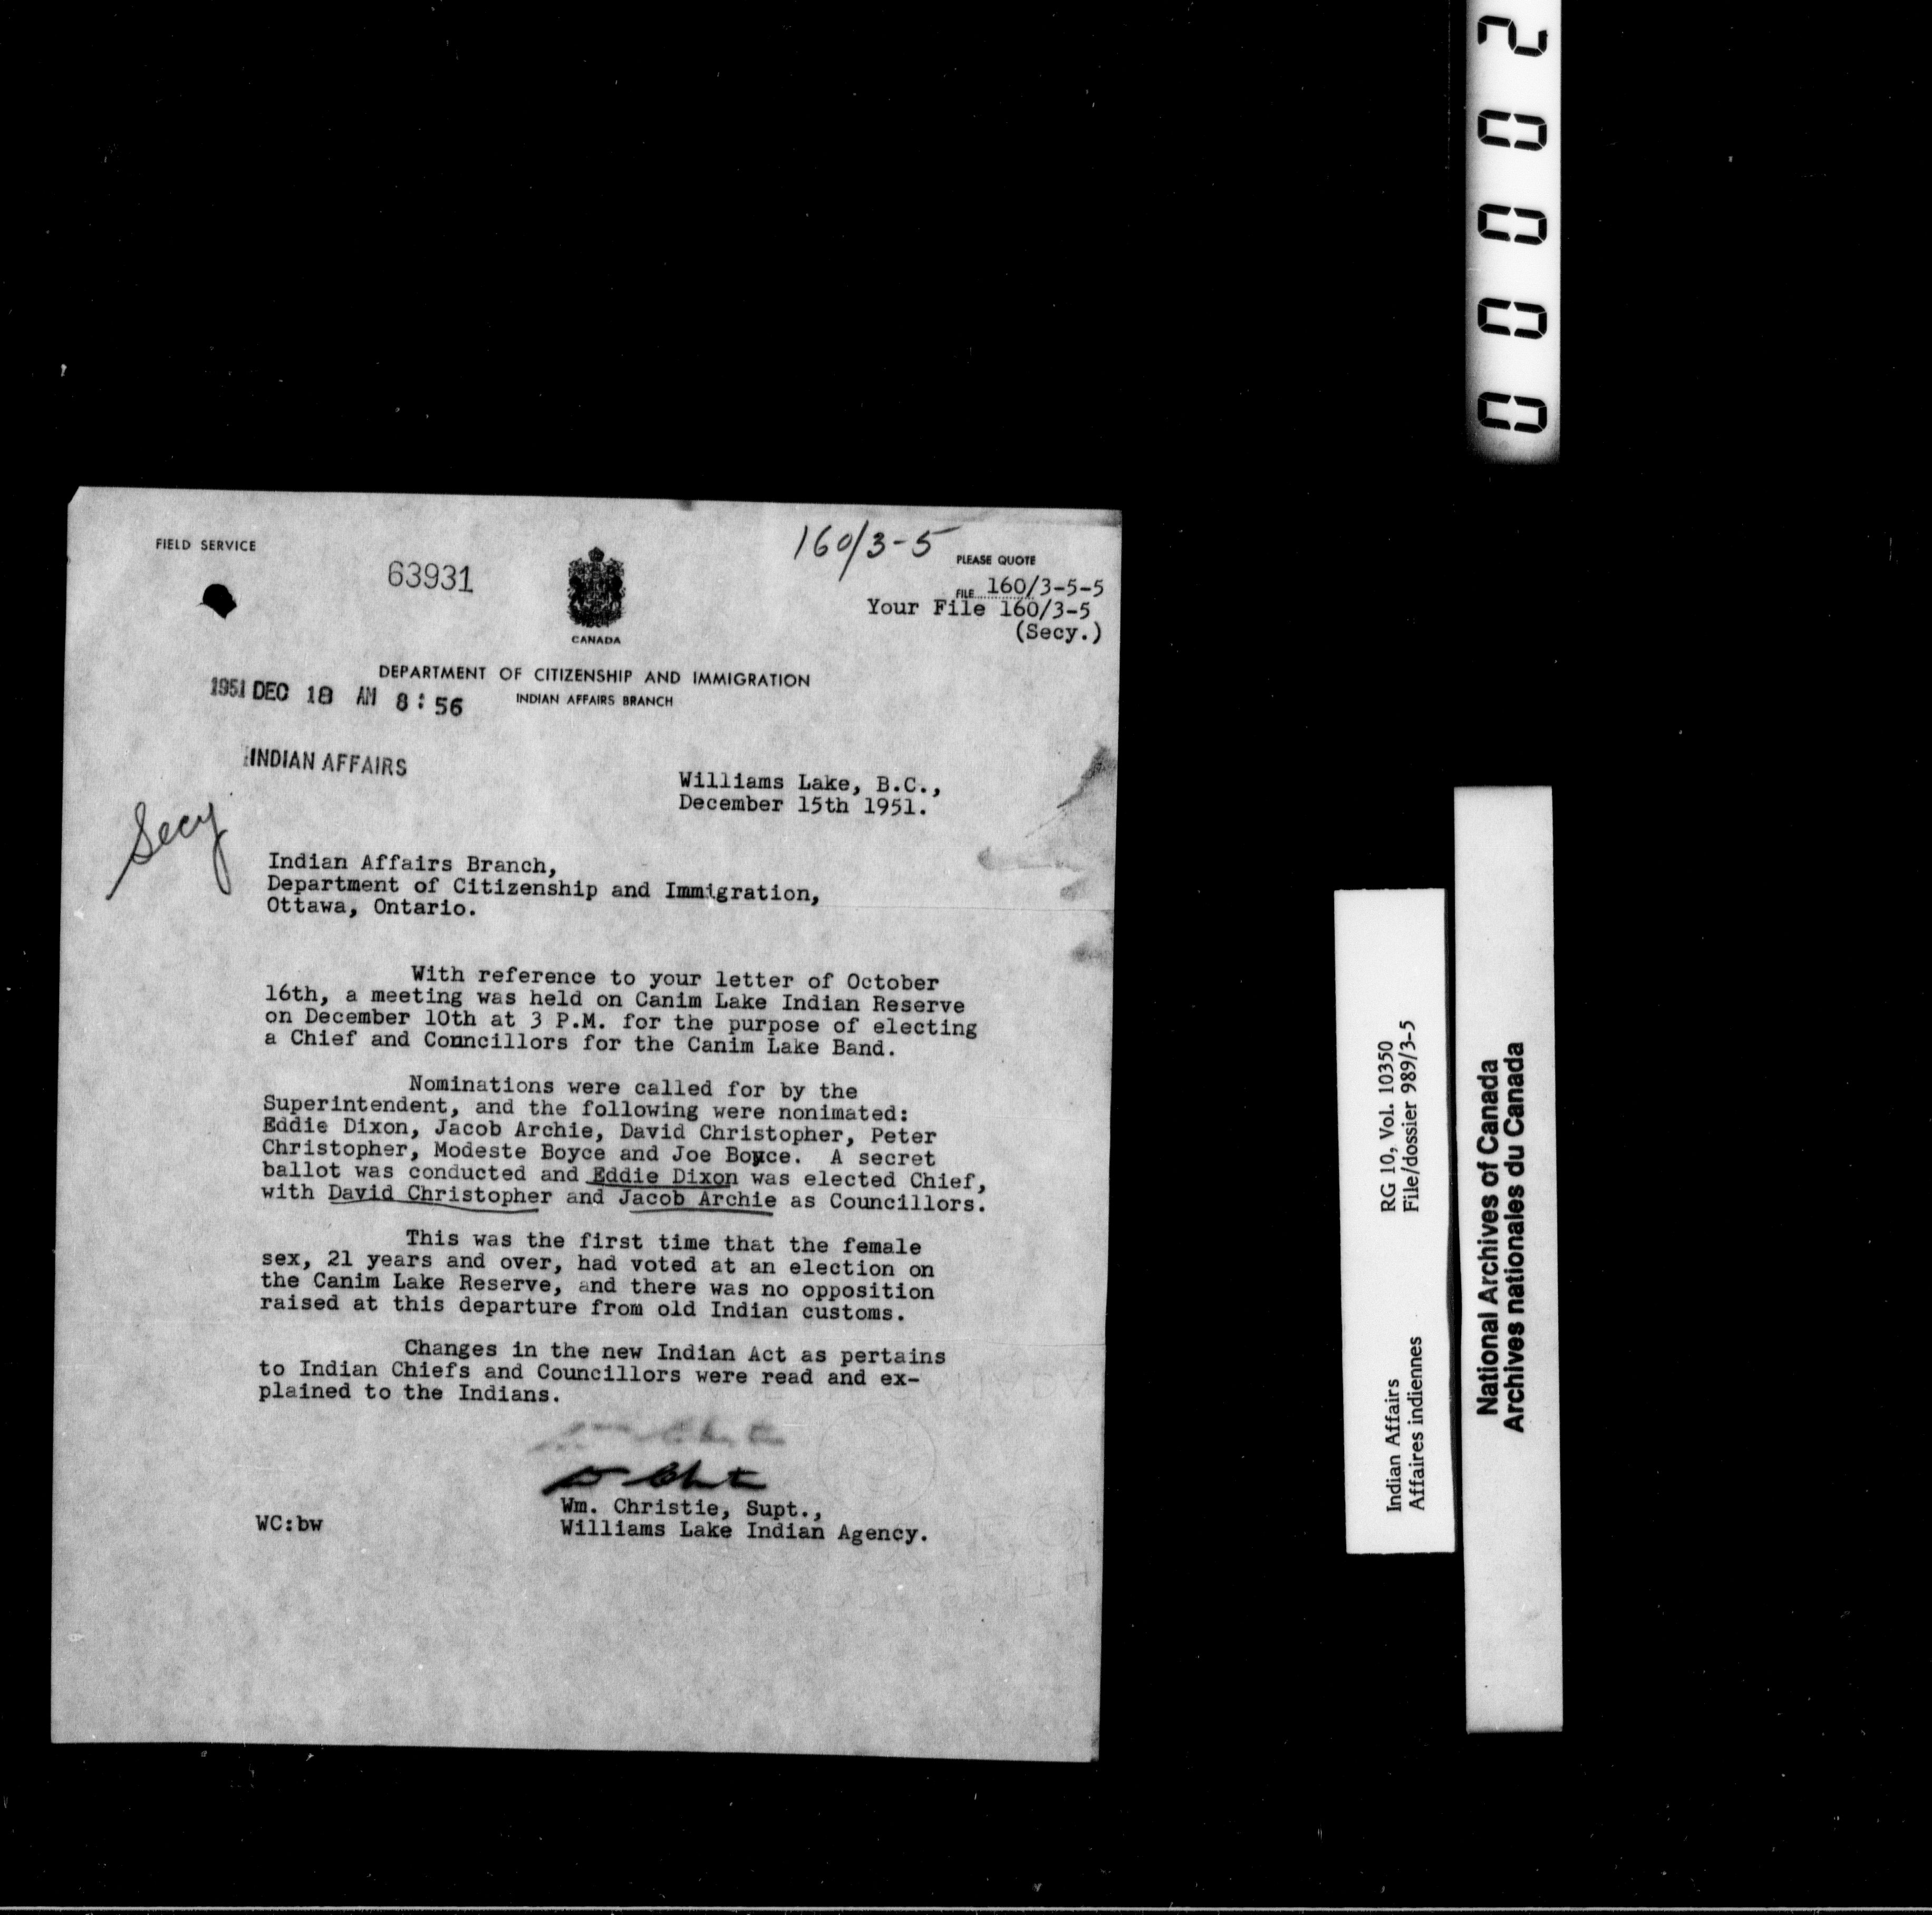 FIELD SERVICE
63931
CANADA
160/3-5
PLEASE QUOTE
FILE 160/3-5-5
Your File 160/3-5
(Secy.)
DEPARTMENT OF CITIZENSHIP AND IMMIGRATION
INDIAN AFFAIRS BRANCH
1951 DEC 18 AM 8:56
INDIAN AFFAIRS
Secy
Williams Lake, B.C.,
December 15th 1951.
Indian Affairs Branch,
Department of Citizenship and Immigration,
Ottawa, Ontario.
With reference to your letter of October
16th, a meeting was held on Canim Lake Indian Reserve
on December 10th at 3 P.M. for the purpose of electing
a Chief and Councillors for the Canim Lake Band.
Nominations were called for by the
Superintendent, and the following were nonimated:
Eddie Dixon, Jacob Archie, David Christopher, Peter
Christopher, Modeste Boyce and Joe Boyce. A secret
ballot was conducted and Eddie Dixon was elected Chief,
with David Christopher and Jacob Archie as Councillors.
This was the first time that the female
sex, 21 years and over, had voted at an election on
the Canim Lake Reserve, and there was no opposition
raised at this departure from old Indian customs.
Changes in the new Indian Act as pertains
to Indian Chiefs and Councillors were read and ex-
plained to the Indians.
Wm. Christie, Supt.,
Williams Lake Indian Agency.
WC:bw
00002
Indian Affairs RG 10, Vol. 10350
Affaires indiennes File/dossier 989/3-5
National Archives of Canada
Archives nationales du Canada